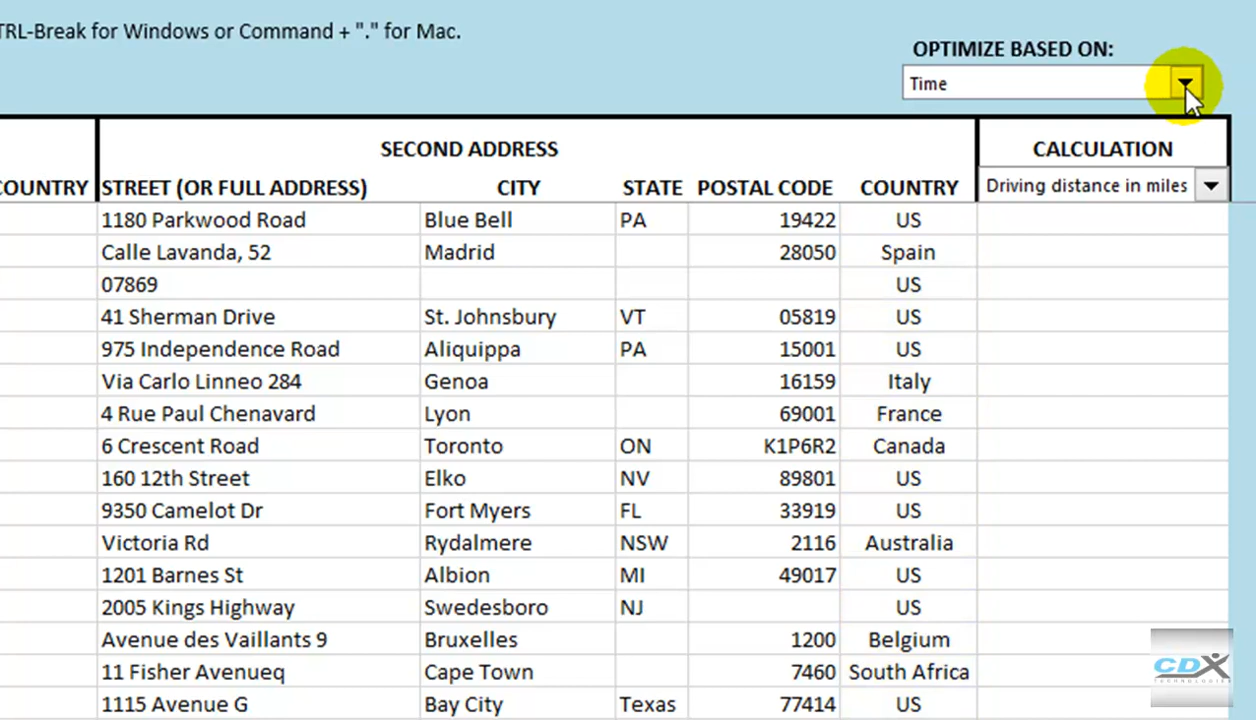 TRL-Break for Windows or Command + "." for Mac.
OPTIMIZE BASED ON:
Time
SECOND ADDRESS CALCULATION
COUNTRY STREET (OR FULL ADDRESS) CITY STATE POSTAL CODE COUNTRY Driving distance in miles
1180 Parkwood Road Blue Bell PA 19422 US
Calle Lavanda, 52 Madrid 28050 Spain
07869 US
41 Sherman Drive St. Johnsbury VT 05819 US
975 Independence Road Aliquippa PA 15001 US
Via Carlo Linneo 284 Genoa 16159 Italy
4 Rue Paul Chenavard Lyon 69001 France
6 Crescent Road Toronto ON K1P6R2 Canada
160 12th Street Elko NV 89801 US
9350 Camelot Dr Fort Myers FL 33919 US
Victoria Rd Rydalmere NSW 2116 Australia
1201 Barnes St Albion MI 49017 US
2005 Kings Highway Swedesboro NJ US
Avenue des Vaillants 9 Bruxelles 1200 Belgium
11 Fisher Avenueq Cape Town 7460 South Africa
1115 Avenue G Bay City Texas 77414 US
CDX
TECHNOLOGIES